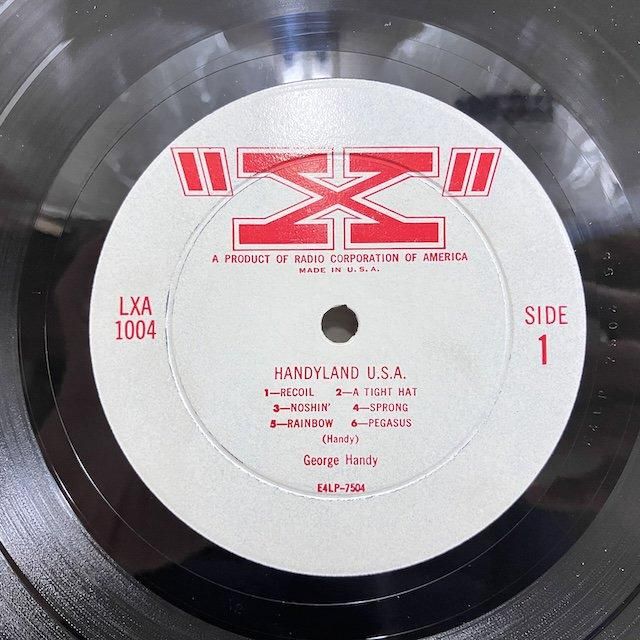 "X"
A PRODUCT OF RADIO CORPORATION OF AMERICA
MADE IN U.S.A.
LXA
1004
SIDE
1
HANDYLAND U.S.A.
1—RECOIL 2—A TIGHT HAT
3—NOSHIN' 4—SPRONG
5—RAINBOW 6—PEGASUS
(Handy)
George Handy
E4LP-7504